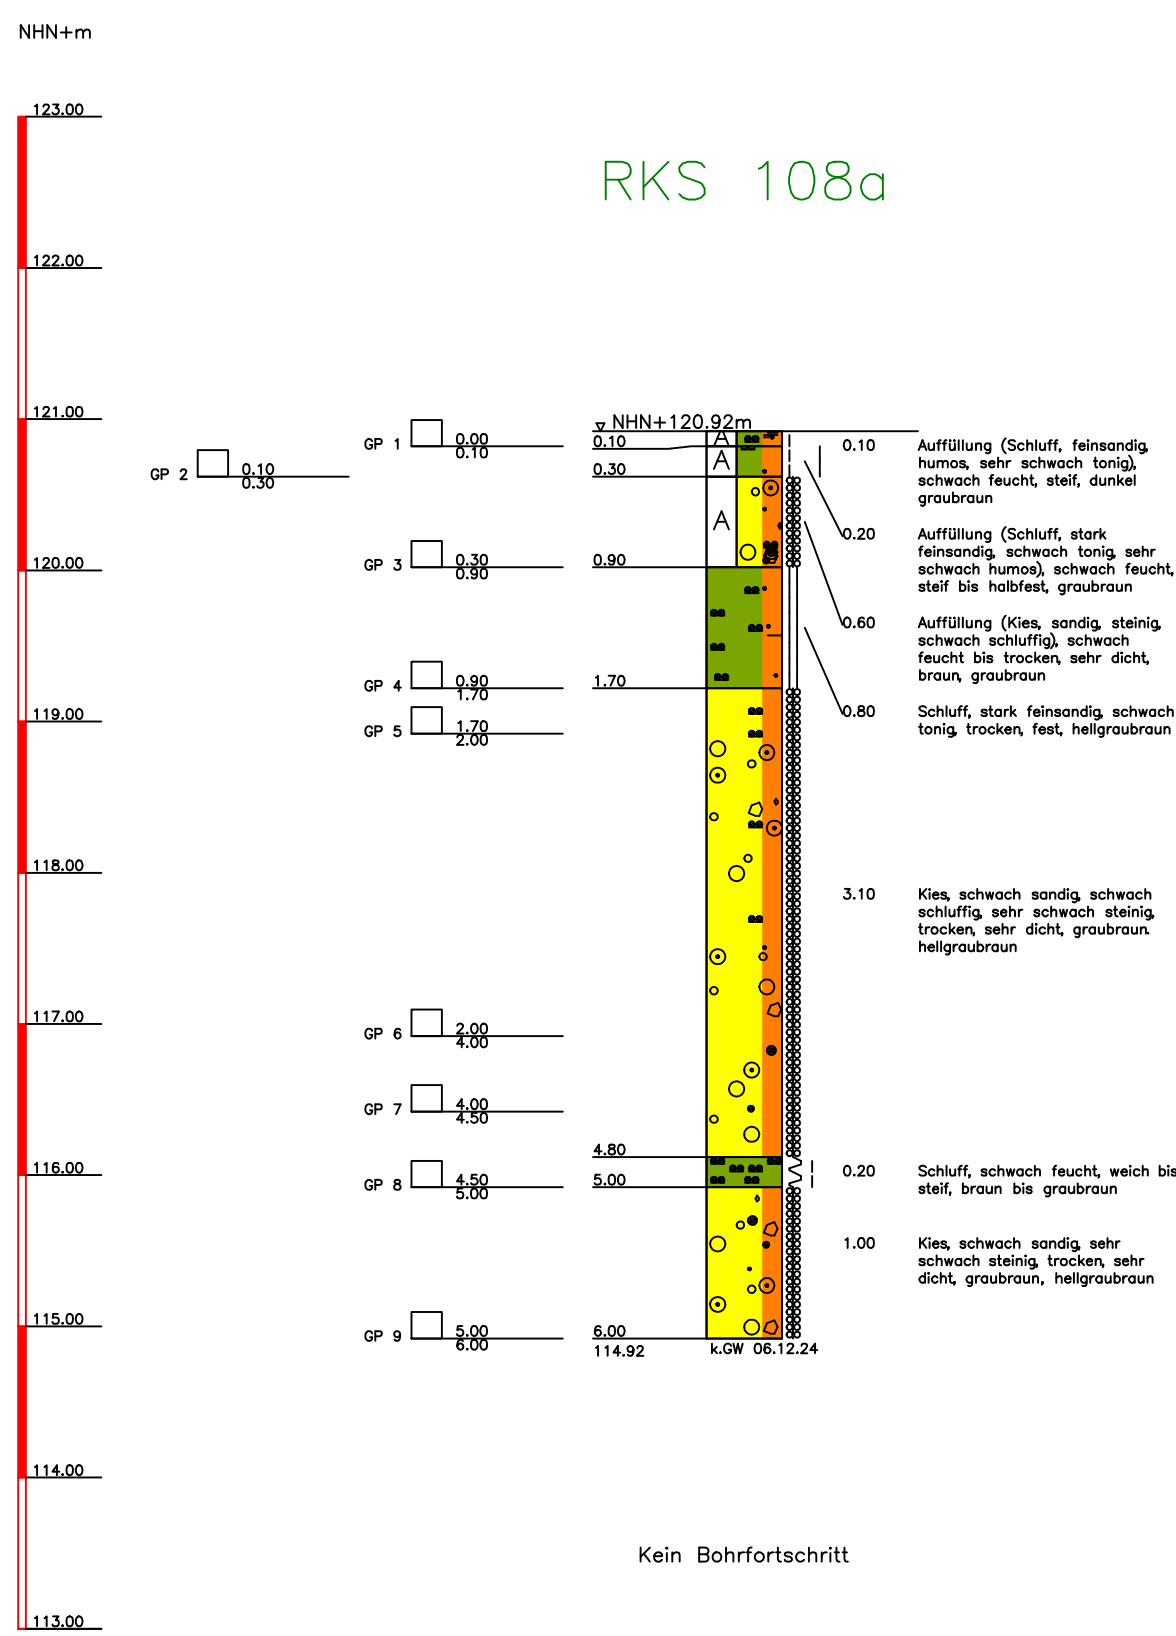 NHN+m
123.00
RKS 108a
122.00
121.00
NHN+120.92m
GP 1
0.00
0.10
0.10
A
0.10
Auffüllung (Schluff, feinsandig,
humos, sehr schwach tonig),
schwach feucht, steif, dunkel
graubraun
GP 2
0.10
0.30
0.30
A
0.20
Auffüllung (Schluff, stark
feinsandig, schwach tonig, sehr
schwach humos), schwach feucht,
steif bis halbfest, graubraun
A
120.00
GP 3
0.30
0.90
0.90
0.60
Auffüllung (Kies, sandig, steinig,
schwach schluffig), schwach
feucht bis trocken, sehr dicht,
braun, graubraun
GP 4
0.90
1.70
1.70
0.80
Schluff, stark feinsandig, schwach
tonig, trocken, fest, hellgraubraun
119.00
GP 5
1.70
2.00
118.00
3.10
Kies, schwach sandig, schwach
schluffig, sehr schwach steinig,
trocken, sehr dicht, graubraun.
hellgraubraun
117.00
GP 6
2.00
4.00
GP 7
4.00
4.50
4.80
116.00
GP 8
4.50
5.00
5.00
0.20
Schluff, schwach feucht, weich bis
steif, braun bis graubraun
1.00
Kies, schwach sandig, sehr
schwach steinig, trocken, sehr
dicht, graubraun, hellgraubraun
115.00
GP 9
5.00
6.00
6.00
114.92
k.GW 06.12.24
114.00
Kein Bohrfortschritt
113.00